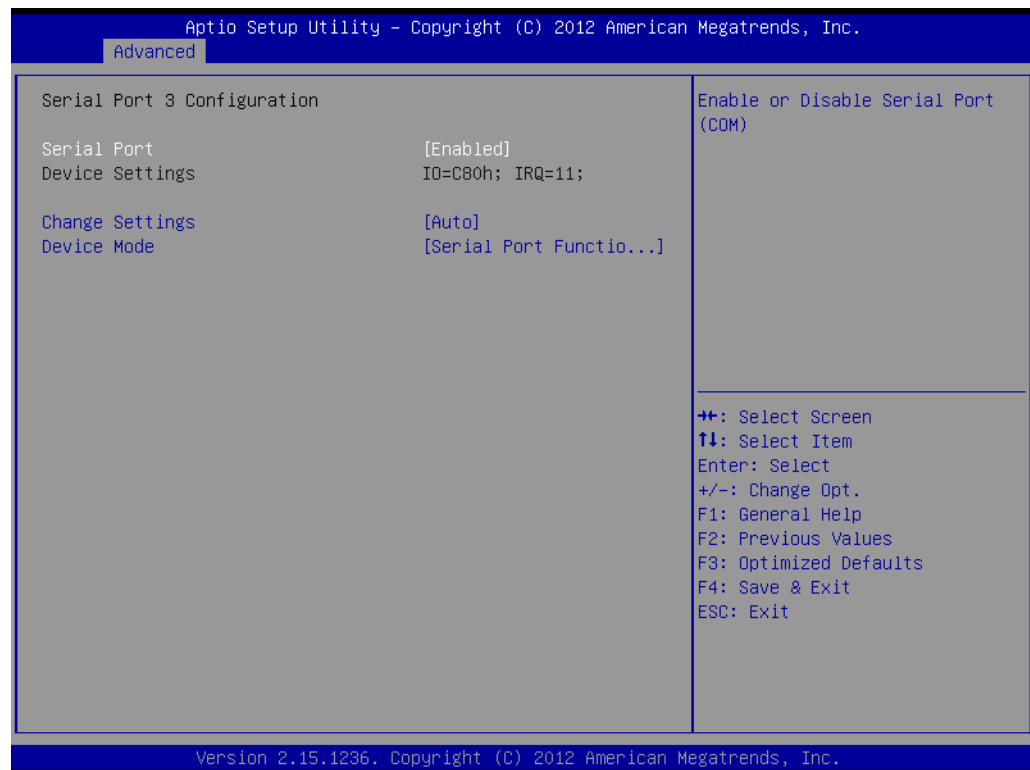 Aptio Setup Utility – Copyright (C) 2012 American Megatrends, Inc.
Advanced
Serial Port 3 Configuration
Serial Port [Enabled]
Device Settings IO=C80h; IRQ=11;
Change Settings [Auto]
Device Mode [Serial Port Functio...]
Enable or Disable Serial Port
(COM)
→←: Select Screen
↑↓: Select Item
Enter: Select
+/-: Change Opt.
F1: General Help
F2: Previous Values
F3: Optimized Defaults
F4: Save & Exit
ESC: Exit
Version 2.15.1236. Copyright (C) 2012 American Megatrends, Inc.